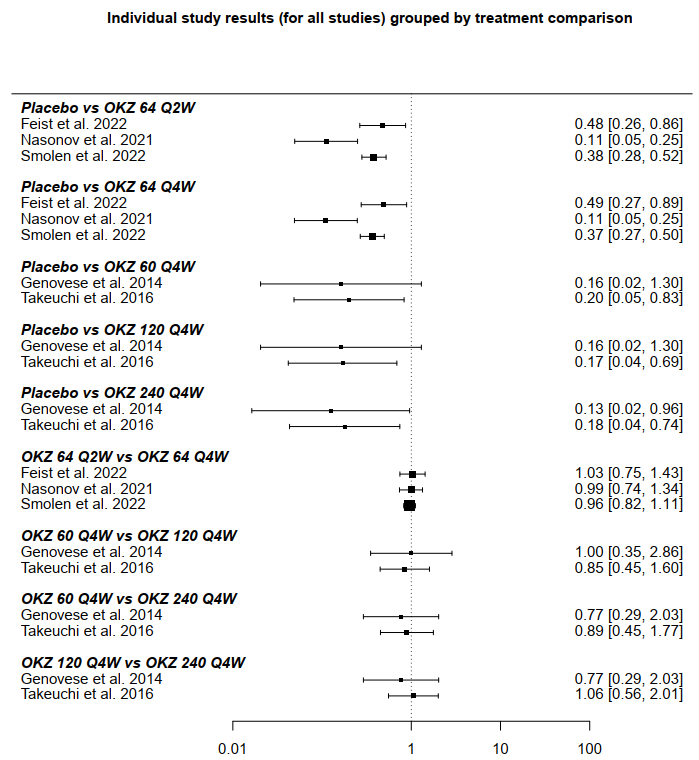 Individual study results (for all studies) grouped by treatment comparison
Placebo vs OKZ 64 Q2W
Feist et al. 2022 0.48 [0.26, 0.86]
Nasonov et al. 2021 0.11 [0.05, 0.25]
Smolen et al. 2022 0.38 [0.28, 0.52]
Placebo vs OKZ 64 Q4W
Feist et al. 2022 0.49 [0.27, 0.89]
Nasonov et al. 2021 0.11 [0.05, 0.25]
Smolen et al. 2022 0.37 [0.27, 0.50]
Placebo vs OKZ 60 Q4W
Genovese et al. 2014 0.16 [0.02, 1.30]
Takeuchi et al. 2016 0.20 [0.05, 0.83]
Placebo vs OKZ 120 Q4W
Genovese et al. 2014 0.16 [0.02, 1.30]
Takeuchi et al. 2016 0.17 [0.04, 0.69]
Placebo vs OKZ 240 Q4W
Genovese et al. 2014 0.13 [0.02, 0.96]
Takeuchi et al. 2016 0.18 [0.04, 0.74]
OKZ 64 Q2W vs OKZ 64 Q4W
Feist et al. 2022 1.03 [0.75, 1.43]
Nasonov et al. 2021 0.99 [0.74, 1.34]
Smolen et al. 2022 0.96 [0.82, 1.11]
OKZ 60 Q4W vs OKZ 120 Q4W
Genovese et al. 2014 1.00 [0.35, 2.86]
Takeuchi et al. 2016 0.85 [0.45, 1.60]
OKZ 60 Q4W vs OKZ 240 Q4W
Genovese et al. 2014 0.77 [0.29, 2.03]
Takeuchi et al. 2016 0.89 [0.45, 1.77]
OKZ 120 Q4W vs OKZ 240 Q4W
Genovese et al. 2014 0.77 [0.29, 2.03]
Takeuchi et al. 2016 1.06 [0.56, 2.01]
0.01 1 10 100